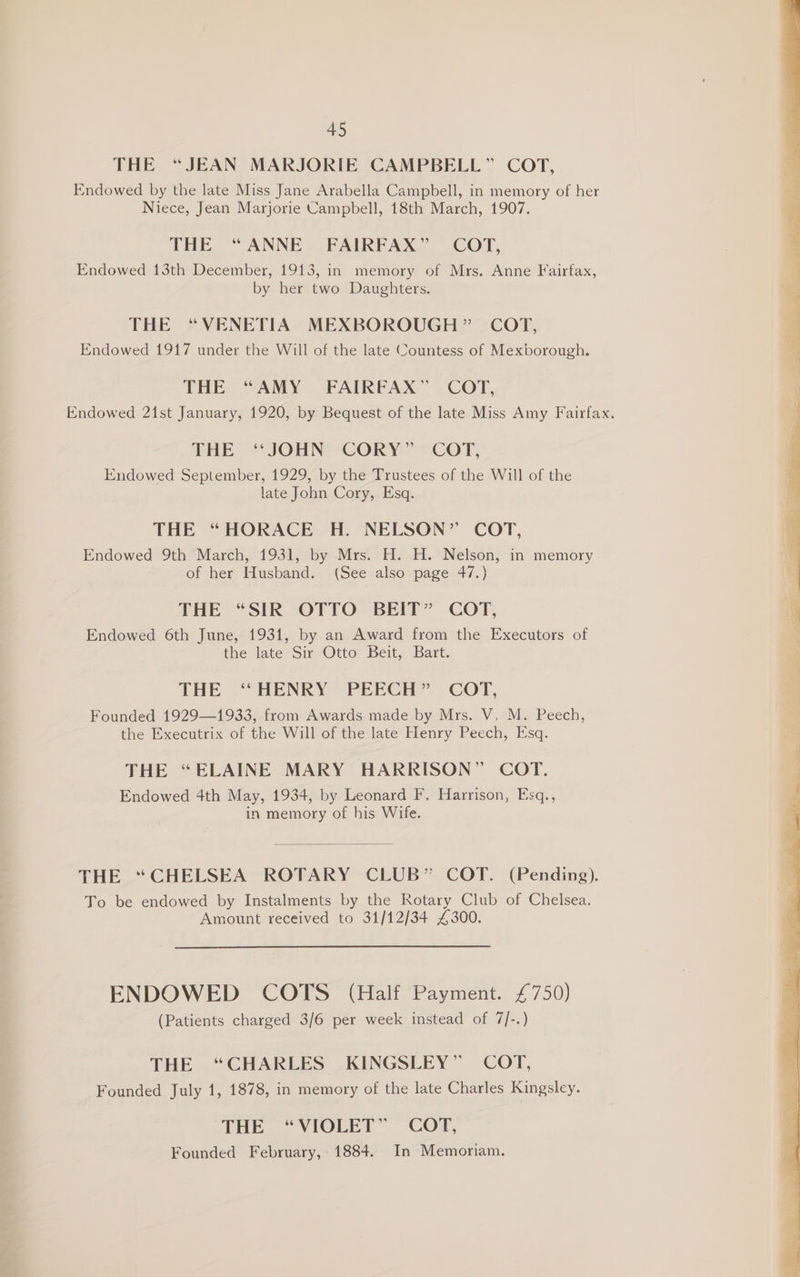 45
THE “JEAN MARJORIE CAMPBELL” COT,
Endowed by the late Miss Jane Arabella Campbell, in memory of her
Niece, Jean Marjorie Campbell, 18th March, 1907.
THE “ANNE FAIRFAX” COT,
Endowed 13th December, 1913, in memory of Mrs. Anne Fairfax,
by her two Daughters.
THE “VENETIA MEXBOROUGH” COT,
Endowed 1917 under the Will of the late Countess of Mexborough.
THE “AMY FAIRFAX” COT,
Endowed 21st January, 1920, by Bequest of the late Miss Amy Fairfax.
THE “JOHN CORY” COT,
Endowed September, 1929, by the Trustees of the Will of the
late John Cory, Esq.
THE “HORACE H. NELSON” COT,
Endowed 9th March, 1931, by Mrs. H. H. Nelson, in memory
of her Husband. (See also page 47.)
THE “SIR OTTO BEIT” COT,
Endowed 6th June, 1931, by an Award from the Executors of
the late Sir Otto Beit, Bart.
THE “HENRY PEECH” COT,
Founded 1929—1933, from Awards made by Mrs. V. M. Peech,
the Executrix of the Will of the late Henry Peech, Esq.
THE “ELAINE MARY HARRISON” COT.
Endowed 4th May, 1934, by Leonard F. Harrison, Esq.,
in memory of his Wife.
THE “CHELSEA ROTARY CLUB” COT. (Pending).
To be endowed by Instalments by the Rotary Club of Chelsea.
Amount received to 31/12/34 £300.
ENDOWED COTS (Half Payment. £750)
(Patients charged 3/6 per week instead of 7/-.)
THE “CHARLES KINGSLEY” COT,
Founded July 1, 1878, in memory of the late Charles Kingsley.
THE “VIOLET” COT,
Founded February, 1884. In Memoriam.